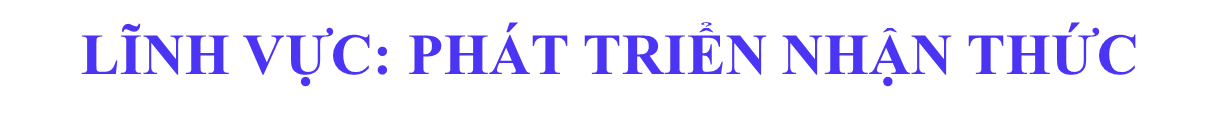 LĨNH VỰC: PHÁT TRIỂN NHẬN THỨC